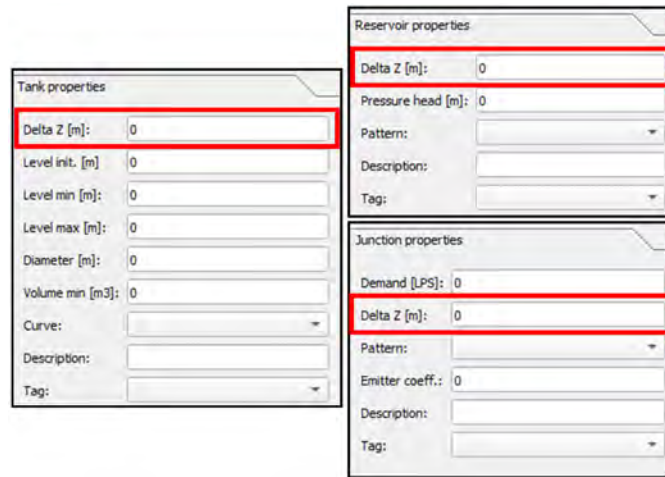 Tank properties
Delta Z [m]: 0
Level init. [m] 0
Level min [m]: 0
Level max [m]: 0
Diameter [m]: 0
Volume min [m3]: 0
Curve:
Description:
Tag:
Reservoir properties
Delta Z [m]: 0
Pressure head [m]: 0
Pattern:
Description:
Tag:
Junction properties
Demand [LPS]: 0
Delta Z [m]: 0
Pattern:
Emitter coeff.: 0
Description:
Tag: